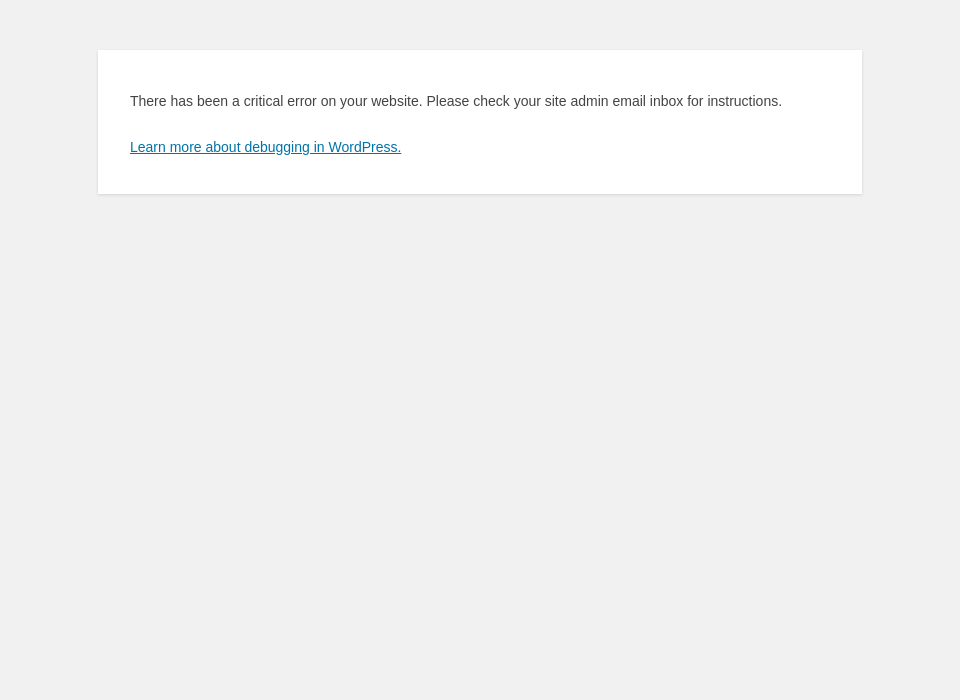 There has been a critical error on your website. Please check your site admin email inbox for instructions.
Learn more about debugging in WordPress.